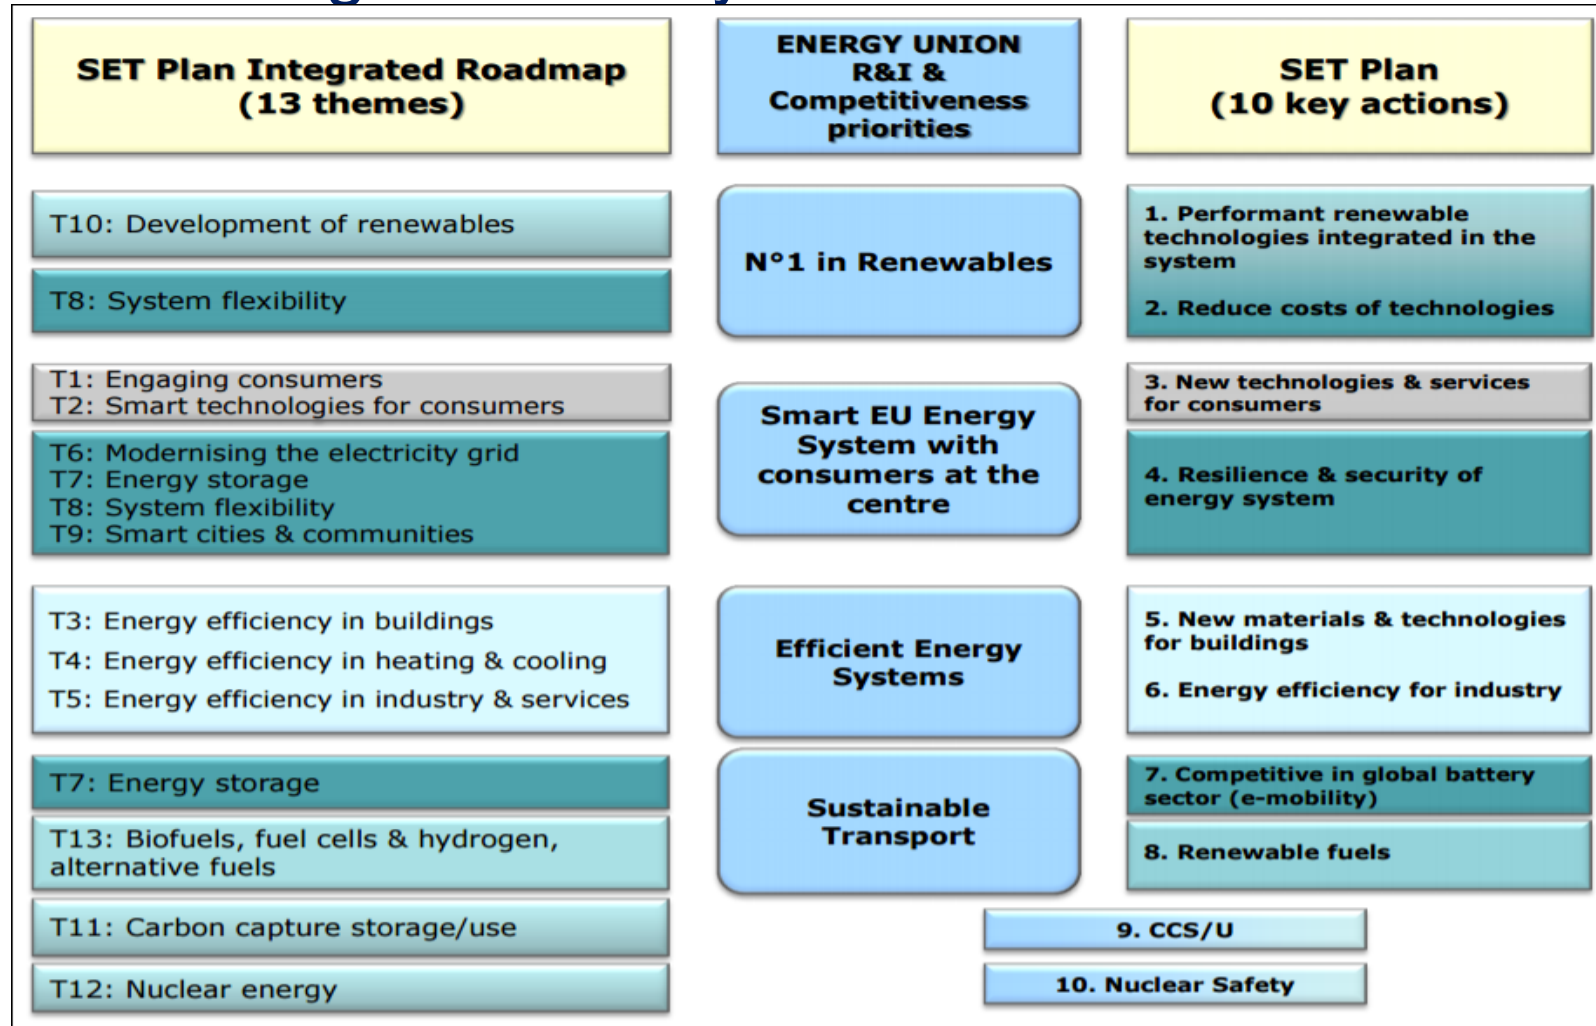 SET Plan Integrated Roadmap
(13 themes)
ENERGY UNION
R&I &
Competitiveness
priorities
SET Plan
(10 key actions)
T10: Development of renewables
T8: System flexibility
N°1 in Renewables
1. Performant renewable
technologies integrated in the
system
2. Reduce costs of technologies
T1: Engaging consumers
T2: Smart technologies for consumers
T6: Modernising the electricity grid
T7: Energy storage
T8: System flexibility
T9: Smart cities & communities
Smart EU Energy
System with
consumers at the
centre
3. New technologies & services
for consumers
4. Resilience & security of
energy system
T3: Energy efficiency in buildings
T4: Energy efficiency in heating & cooling
T5: Energy efficiency in industry & services
Efficient Energy
Systems
5. New materials & technologies
for buildings
6. Energy efficiency for industry
T7: Energy storage
T13: Biofuels, fuel cells & hydrogen,
alternative fuels
Sustainable
Transport
7. Competitive in global battery
sector (e-mobility)
8. Renewable fuels
T11: Carbon capture storage/use
9. CCS/U
T12: Nuclear energy
10. Nuclear Safety